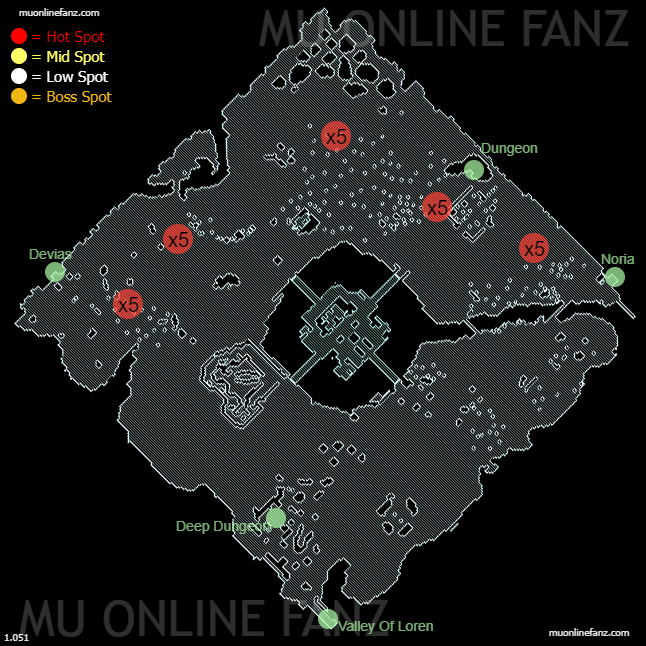 muonlinefanz.com
MU ONLINE FANZ
= Hot Spot
= Mid Spot
= Low Spot
= Boss Spot
x5
Dungeon
x5
x5
x5
Devias
Noria
x5
Deep Dungeon
MU ONLINE FANZ
Valley Of Loren
1.051
muonlinefanz.com